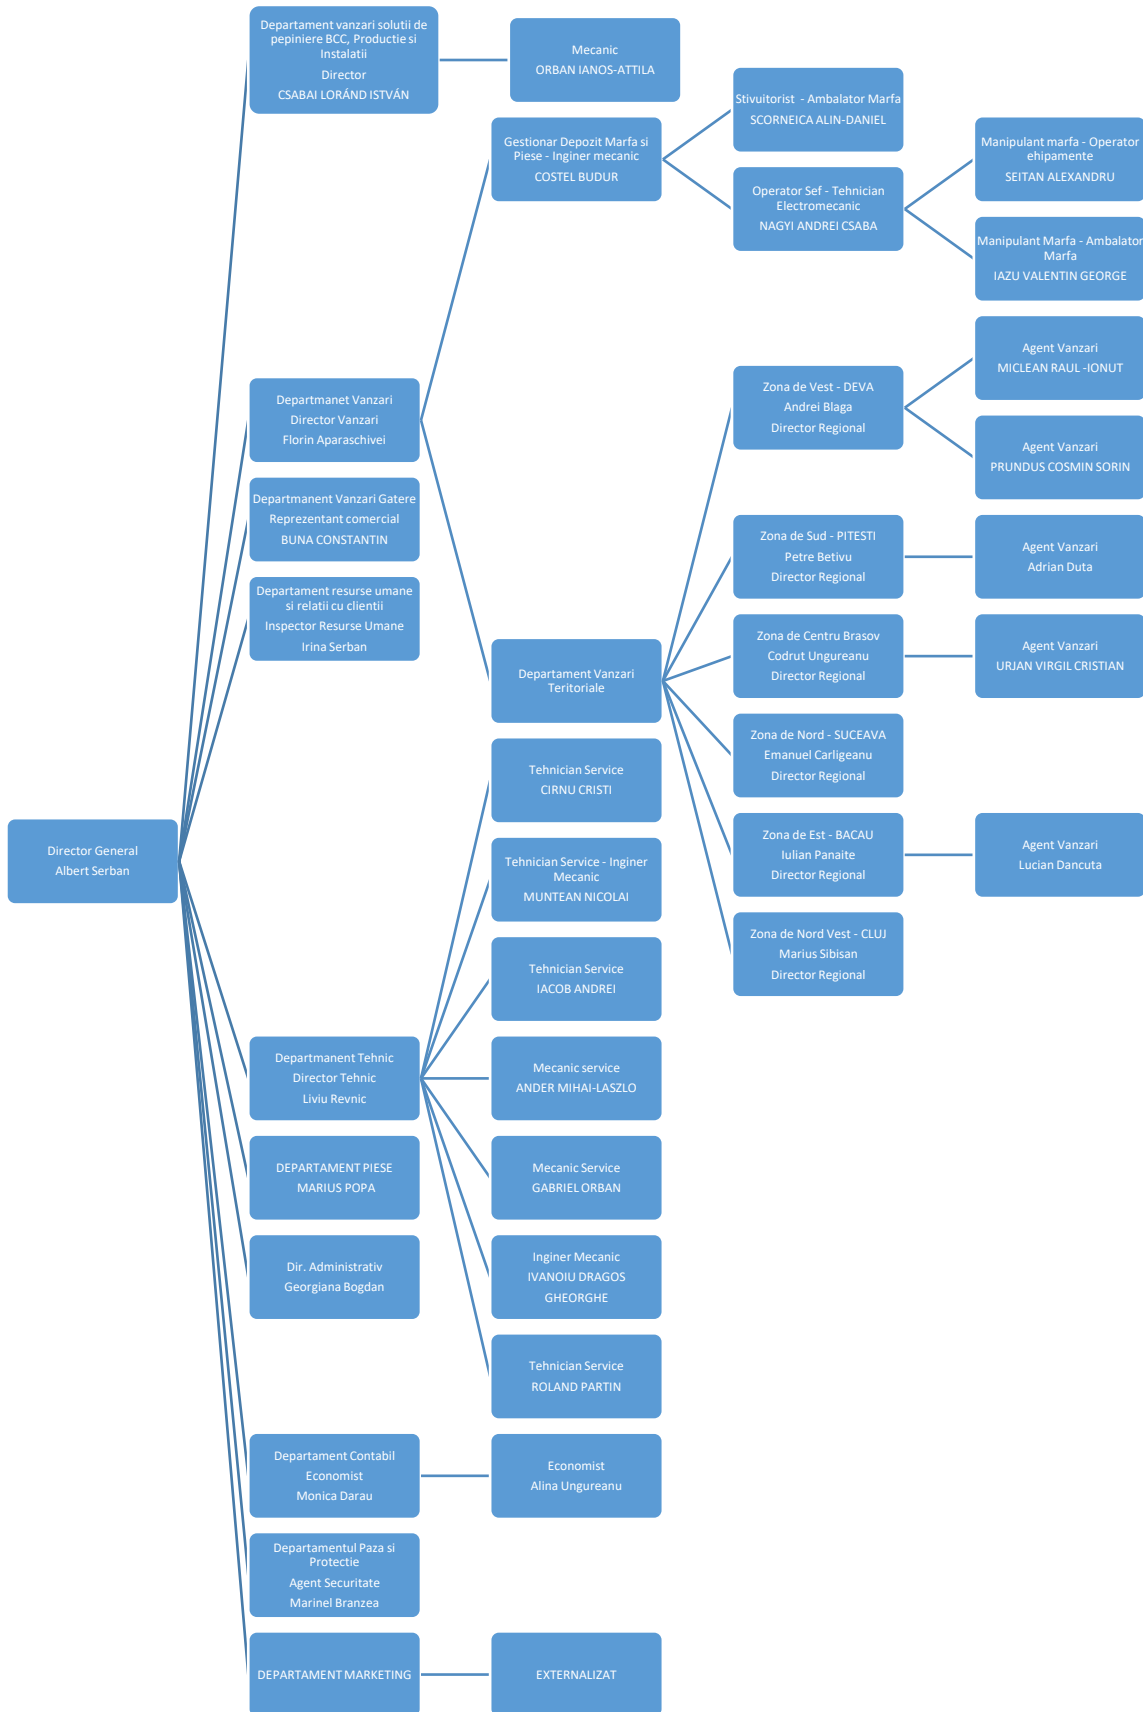 Departament vanzari solutii de
pepiniere BCC, Productie si
Instalatii
Director
CSABAI LORÁND ISTVÁN
Mecanic
ORBAN IANOS-ATTILA
Gestionar Depozit Marfa si
Piese - Inginer mecanic
COSTEL BUDUR
Stivuitorist - Ambalator Marfa
SCORNEICA ALIN-DANIEL
Operator Sef - Tehnician
Electromecanic
NAGYI ANDREI CSABA
Manipulant marfa - Operator
ehipamente
SEITAN ALEXANDRU
Manipulant Marfa - Ambalator
Marfa
IAZU VALENTIN GEORGE
Departmanet Vanzari
Director Vanzari
Florin Aparaschivei
Zona de Vest - DEVA
Andrei Blaga
Director Regional
Agent Vanzari
MICLEAN RAUL -IONUT
Agent Vanzari
PRUNDUS COSMIN SORIN
Departmanent Vanzari Gatere
Reprezentant comercial
BUNA CONSTANTIN
Departament resurse umane
si relatii cu clientii
Inspector Resurse Umane
Irina Serban
Departament Vanzari
Teritoriale
Zona de Sud - PITESTI
Petre Betivu
Director Regional
Agent Vanzari
Adrian Duta
Zona de Centru Brasov
Codrut Ungureanu
Director Regional
Agent Vanzari
URJAN VIRGIL CRISTIAN
Zona de Nord - SUCEAVA
Emanuel Carligeanu
Director Regional
Zona de Est - BACAU
Iulian Panaite
Director Regional
Agent Vanzari
Lucian Dancuta
Zona de Nord Vest - CLUJ
Marius Sibisan
Director Regional
Director General
Albert Serban
Tehnician Service
CIRNU CRISTI
Tehnician Service - Inginer
Mecanic
MUNTEAN NICOLAI
Tehnician Service
IACOB ANDREI
Departmanent Tehnic
Director Tehnic
Liviu Revnic
Mecanic service
ANDER MIHAI-LASZLO
Mecanic Service
GABRIEL ORBAN
Inginer Mecanic
IVANOIU DRAGOS
GHEORGHE
Tehnician Service
ROLAND PARTIN
DEPARTAMENT PIESE
MARIUS POPA
Dir. Administrativ
Georgiana Bogdan
Departament Contabil
Economist
Monica Darau
Economist
Alina Ungureanu
Departamentul Paza si
Protectie
Agent Securitate
Marinel Branzea
DEPARTAMENT MARKETING
EXTERNALIZAT